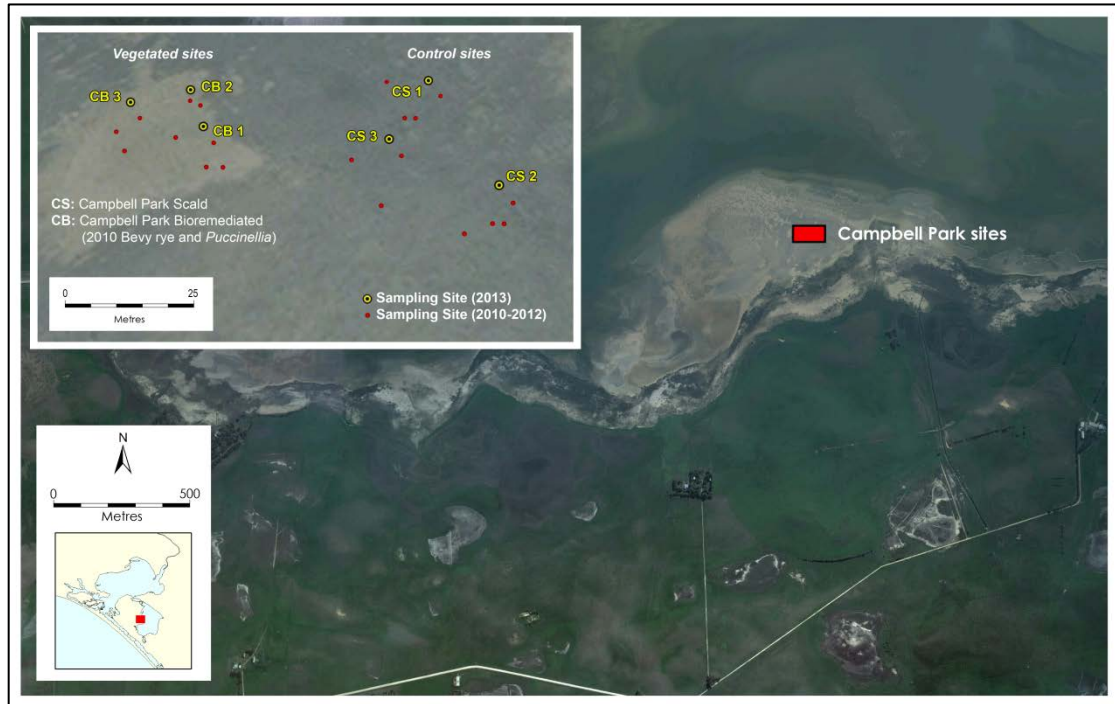 Vegetated sites
Control sites
CB 3
CB 2
CB 1
CS 1
CS 3
CS 2
CS: Campbell Park Scald
CB: Campbell Park Bioremediated
(2010 Bevy rye and Puccinellia)
0 25
Metres
Sampling Site (2013)
Sampling Site (2010-2012)
Campbell Park sites
N
0 500
Metres